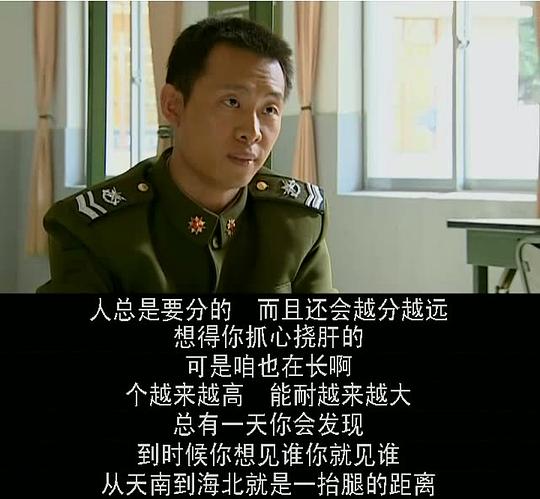 人总是要分的 而且还会越分越远
想得你抓心挠肝的
可是咱也在长啊
个越来越高 能耐越来越大
总有一天你会发现
到时候你想见谁你就见谁
从天南到海北就是一抬腿的距离